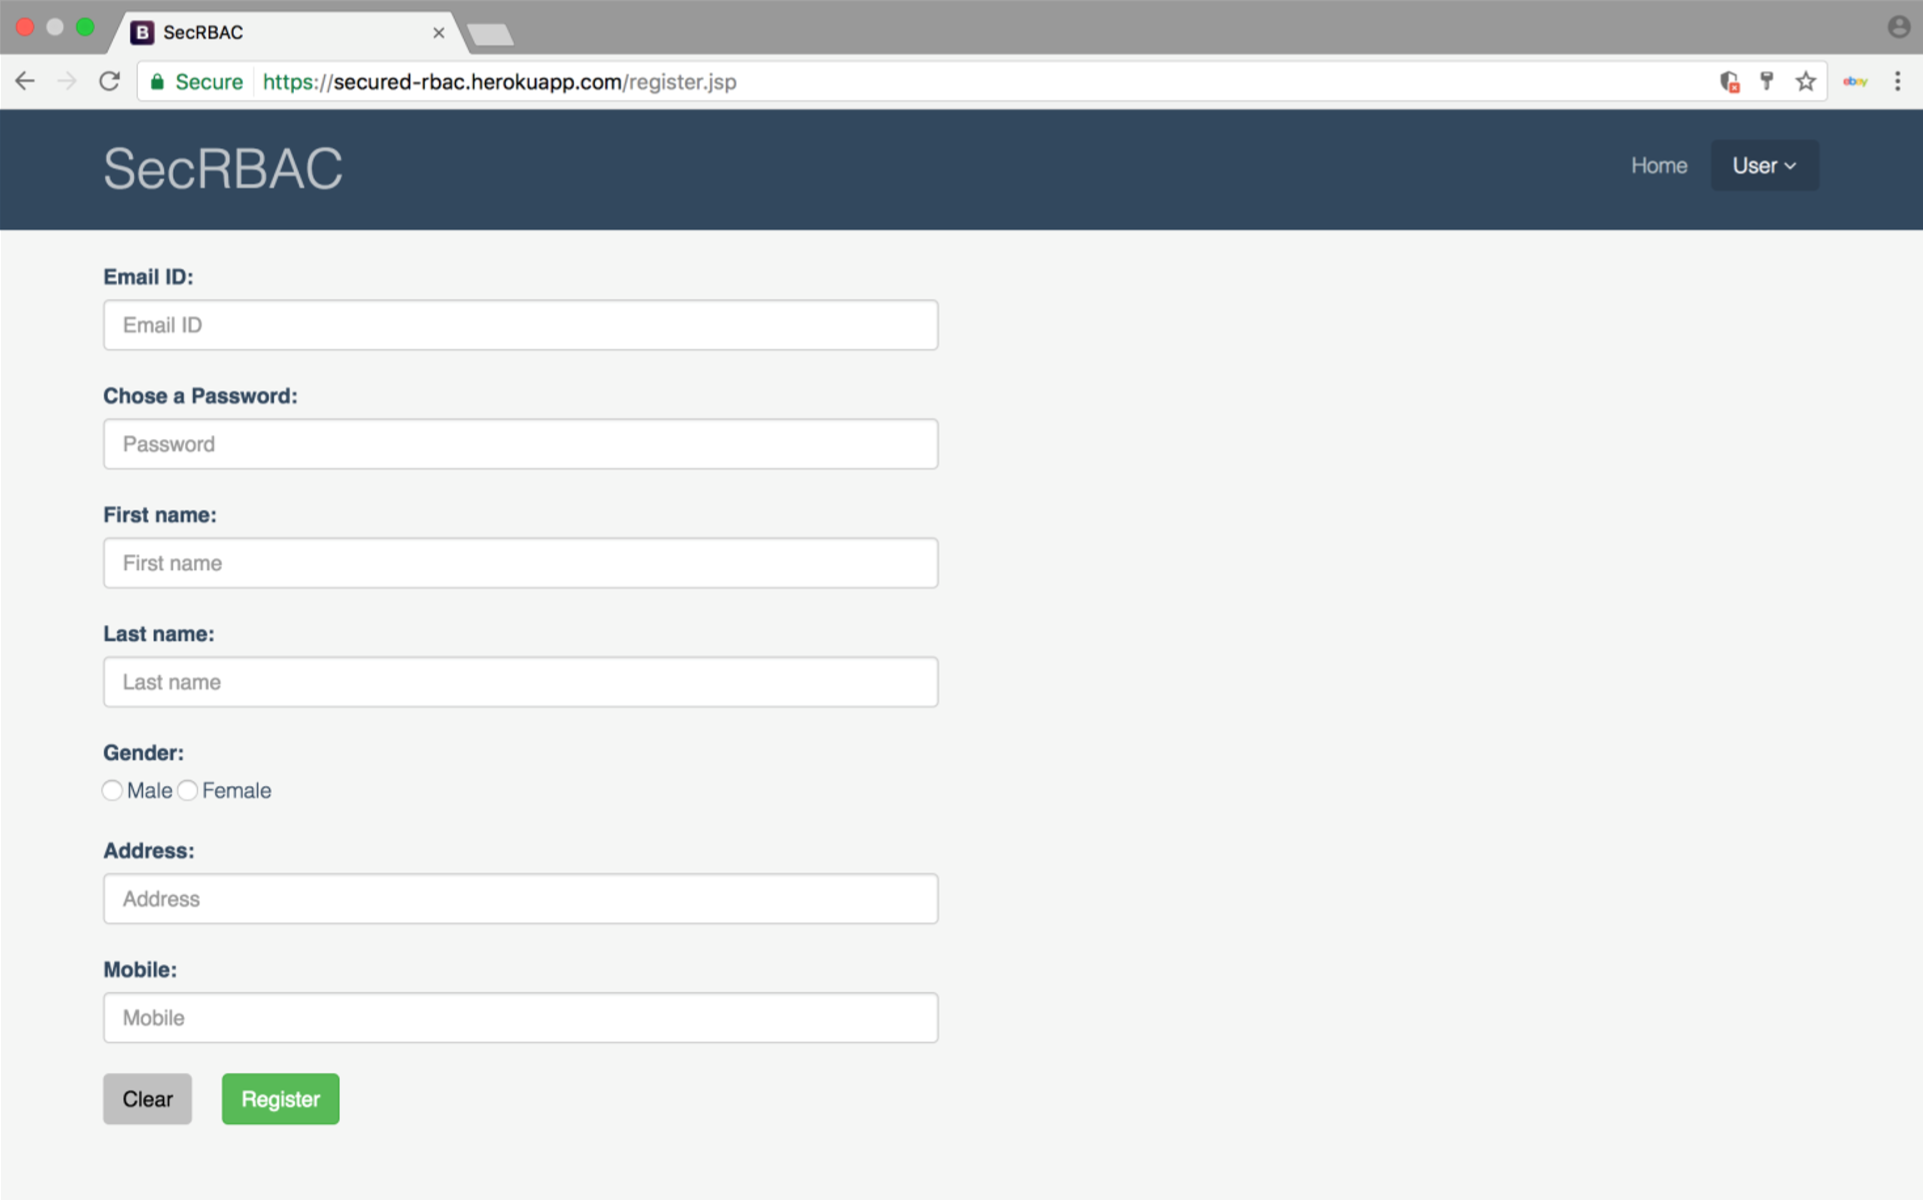 B SecRBAC
Secure https://secured-rbac.herokuapp.com/register.jsp ebay
SecRBAC Home User
Email ID:
Email ID
Chose a Password:
Password
First name:
First name
Last name:
Last name
Gender:
Male Female
Address:
Address
Mobile:
Mobile
Clear Register